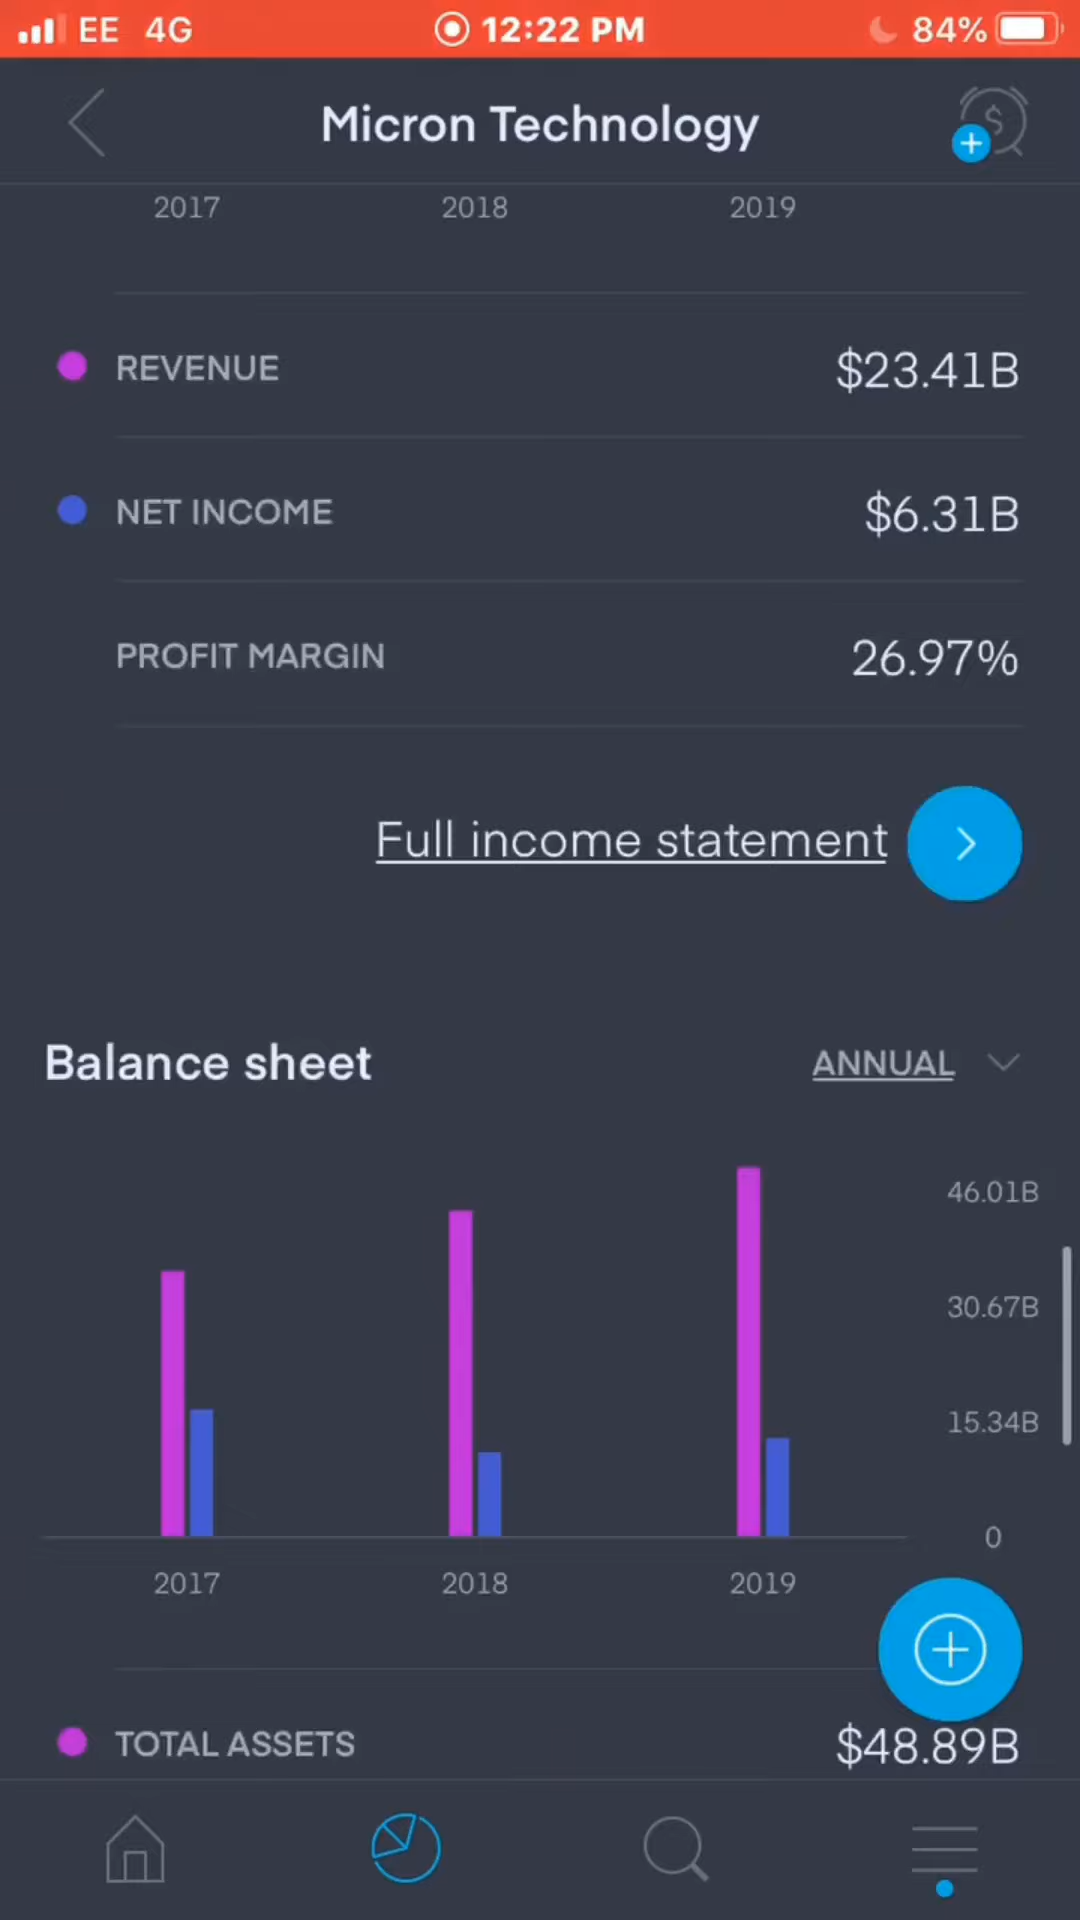 EE 4G 12:22 PM 84%
Micron Technology
$
2017 2018 2019
REVENUE $23.41B
NET INCOME $6.31B
PROFIT MARGIN 26.97%
Full income statement
Balance sheet ANNUAL
46.01B
30.67B
15.34B
0
2017 2018 2019
TOTAL ASSETS $48.89B